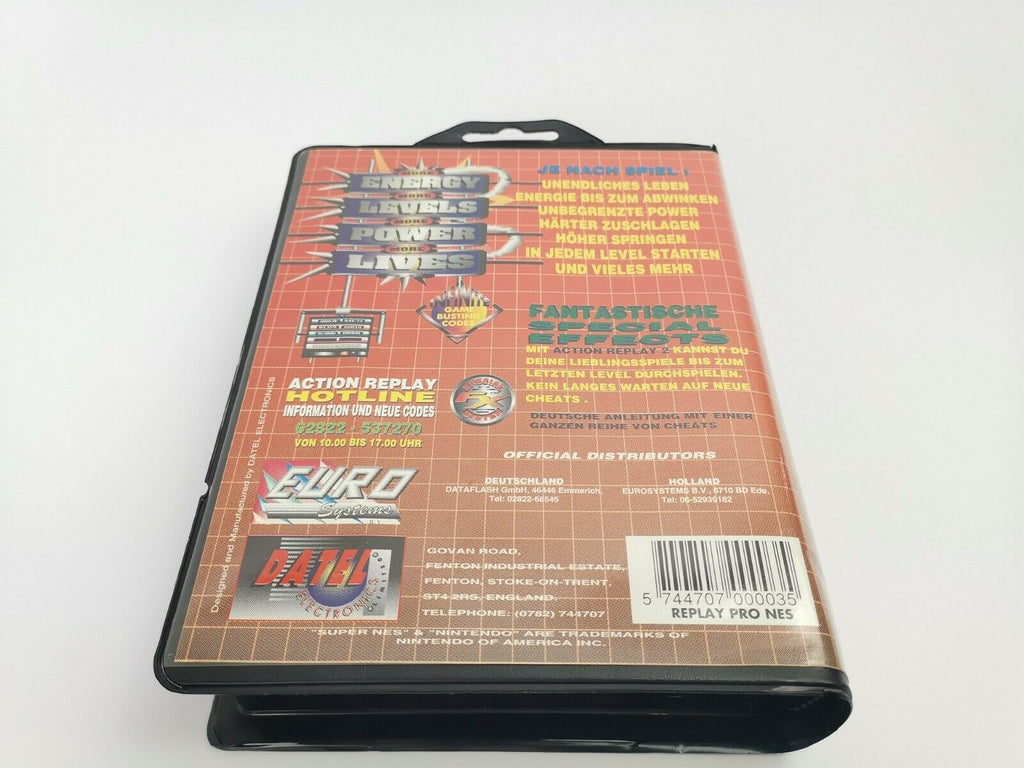 MORE
ENERGY
MORE
LEVELS
MORE
POWER
MORE
LIVES
INFINITE
GAME
BUSTING
CODES
ACTION REPLAY
HOTLINE
INFORMATION UND NEUE CODES
02822 - 537270
VON 10.00 BIS 17.00 UHR
JE NACH SPIEL :
UNENDLICHES LEBEN
ENERGIE BIS ZUM ABWINKEN
UNBEGRENZTE POWER
HÄRTER ZUSCHLAGEN
HÖHER SPRINGEN
IN JEDEM LEVEL STARTEN
UND VIELES MEHR
FANTASTISCHE
SPECIAL
EFFECTS
MIT ACTION REPLAY 2 KANNST DU
DEINE LIEBLINGSSPIELE BIS ZUM
LETZTEN LEVEL DURCHSPIELEN.
KEIN LANGES WARTEN AUF NEUE
CHEATS .
DEUTSCHE ANLEITUNG MIT EINER
GANZEN REIHE VON CHEATS
OFFICIAL DISTRIBUTORS
DEUTSCHLAND
DATAFLASH GmbH, 46446 Emmerich,
Tel: 02822-68545
HOLLAND
EUROSYSTEMS B.V., 6710 BD Ede,
Tel: 06-52939182
EURO
Systems
B.V.
Designed and Manufactured by DATEL ELECTRONICS
DATEL
ELECTRONICS
LIMITED
GOVAN ROAD,
FENTON INDUSTRIAL ESTATE,
FENTON, STOKE-ON-TRENT,
ST4 2RS, ENGLAND.
TELEPHONE: (0782) 744707
5 744707 000035
REPLAY PRO NES
"SUPER NES" & "NINTENDO" ARE TRADEMARKS OF
NINTENDO OF AMERICA INC.